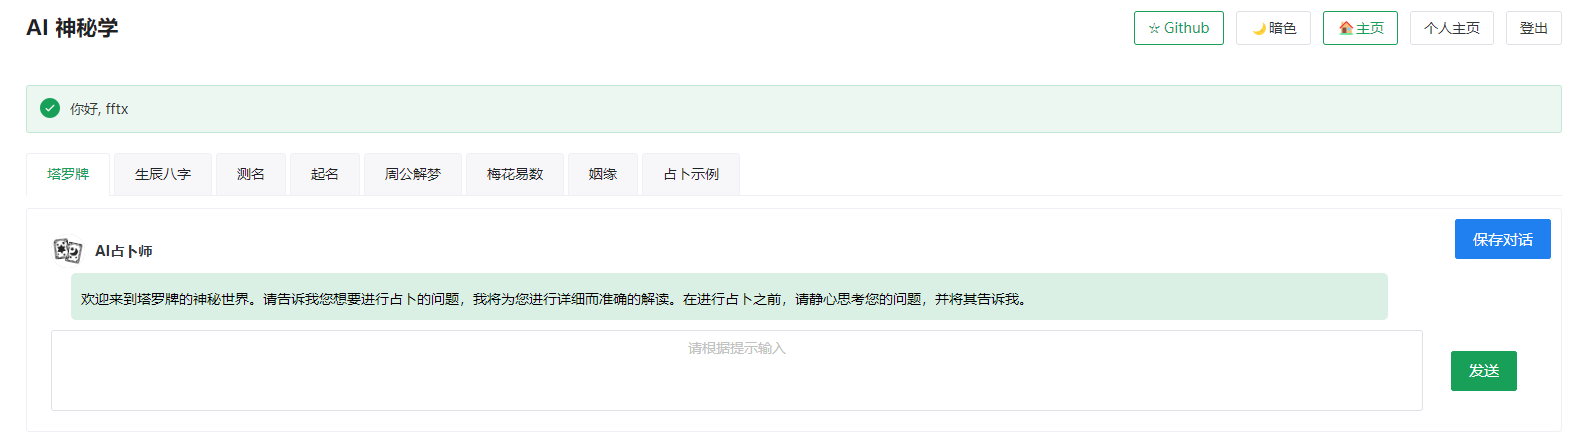 AI 神秘学
☆ Github
🌙暗色
🏠主页
个人主页
登出
你好, fftx
塔罗牌
生辰八字
测名
起名
周公解梦
梅花易数
姻缘
占卜示例
保存对话
AI占卜师
欢迎来到塔罗牌的神秘世界。请告诉我您想要进行占卜的问题，我将为您进行详细而准确的解读。在进行占卜之前，请静心思考您的问题，并将其告诉我。
请根据提示输入
发送